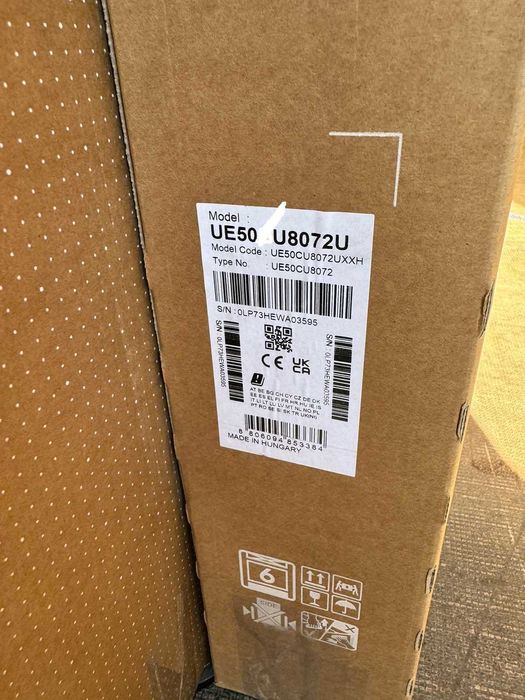 Model :
UE50CU8072U
Model Code : UE50CU8072UXXH
Type No. : UE50CU8072
S/N : 0LP73HEWA03595
S/N : 0LP73HEWA03595
S/N : 0LP73HEWA03595
CE UK
CA
AT BE BG CH CY CZ DE DK
EE ES EL FI FR HR HU IE IS
IT LI LT LU LV MT NL NO PL
PT RO SE SI SK TR UK(NI)
8 806094 853384
MADE IN HUNGARY
6
SIDE